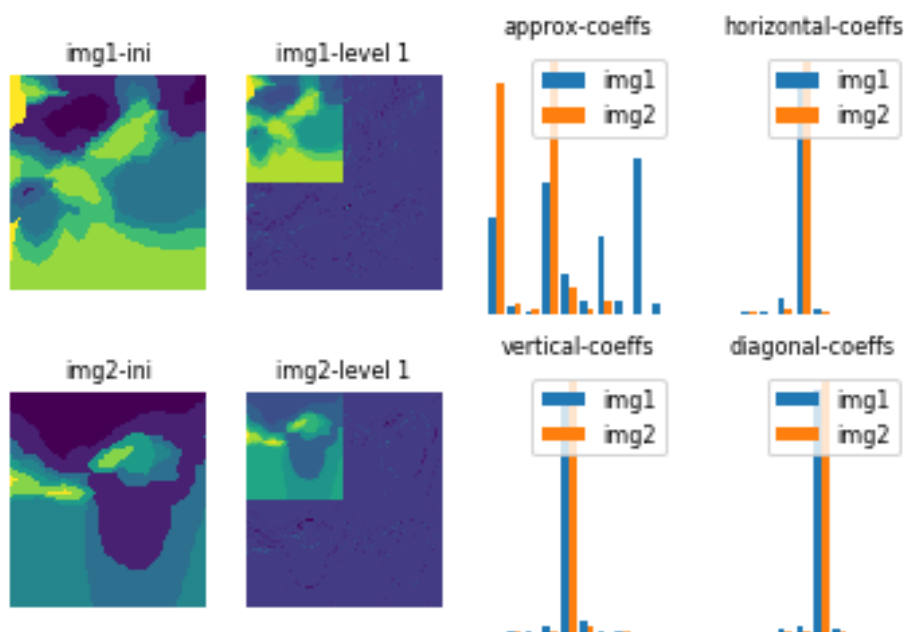 img1-ini
img1-level 1
approx-coeffs
img1
img2
horizontal-coeffs
img1
img2
img2-ini
img2-level 1
vertical-coeffs
img1
img2
diagonal-coeffs
img1
img2